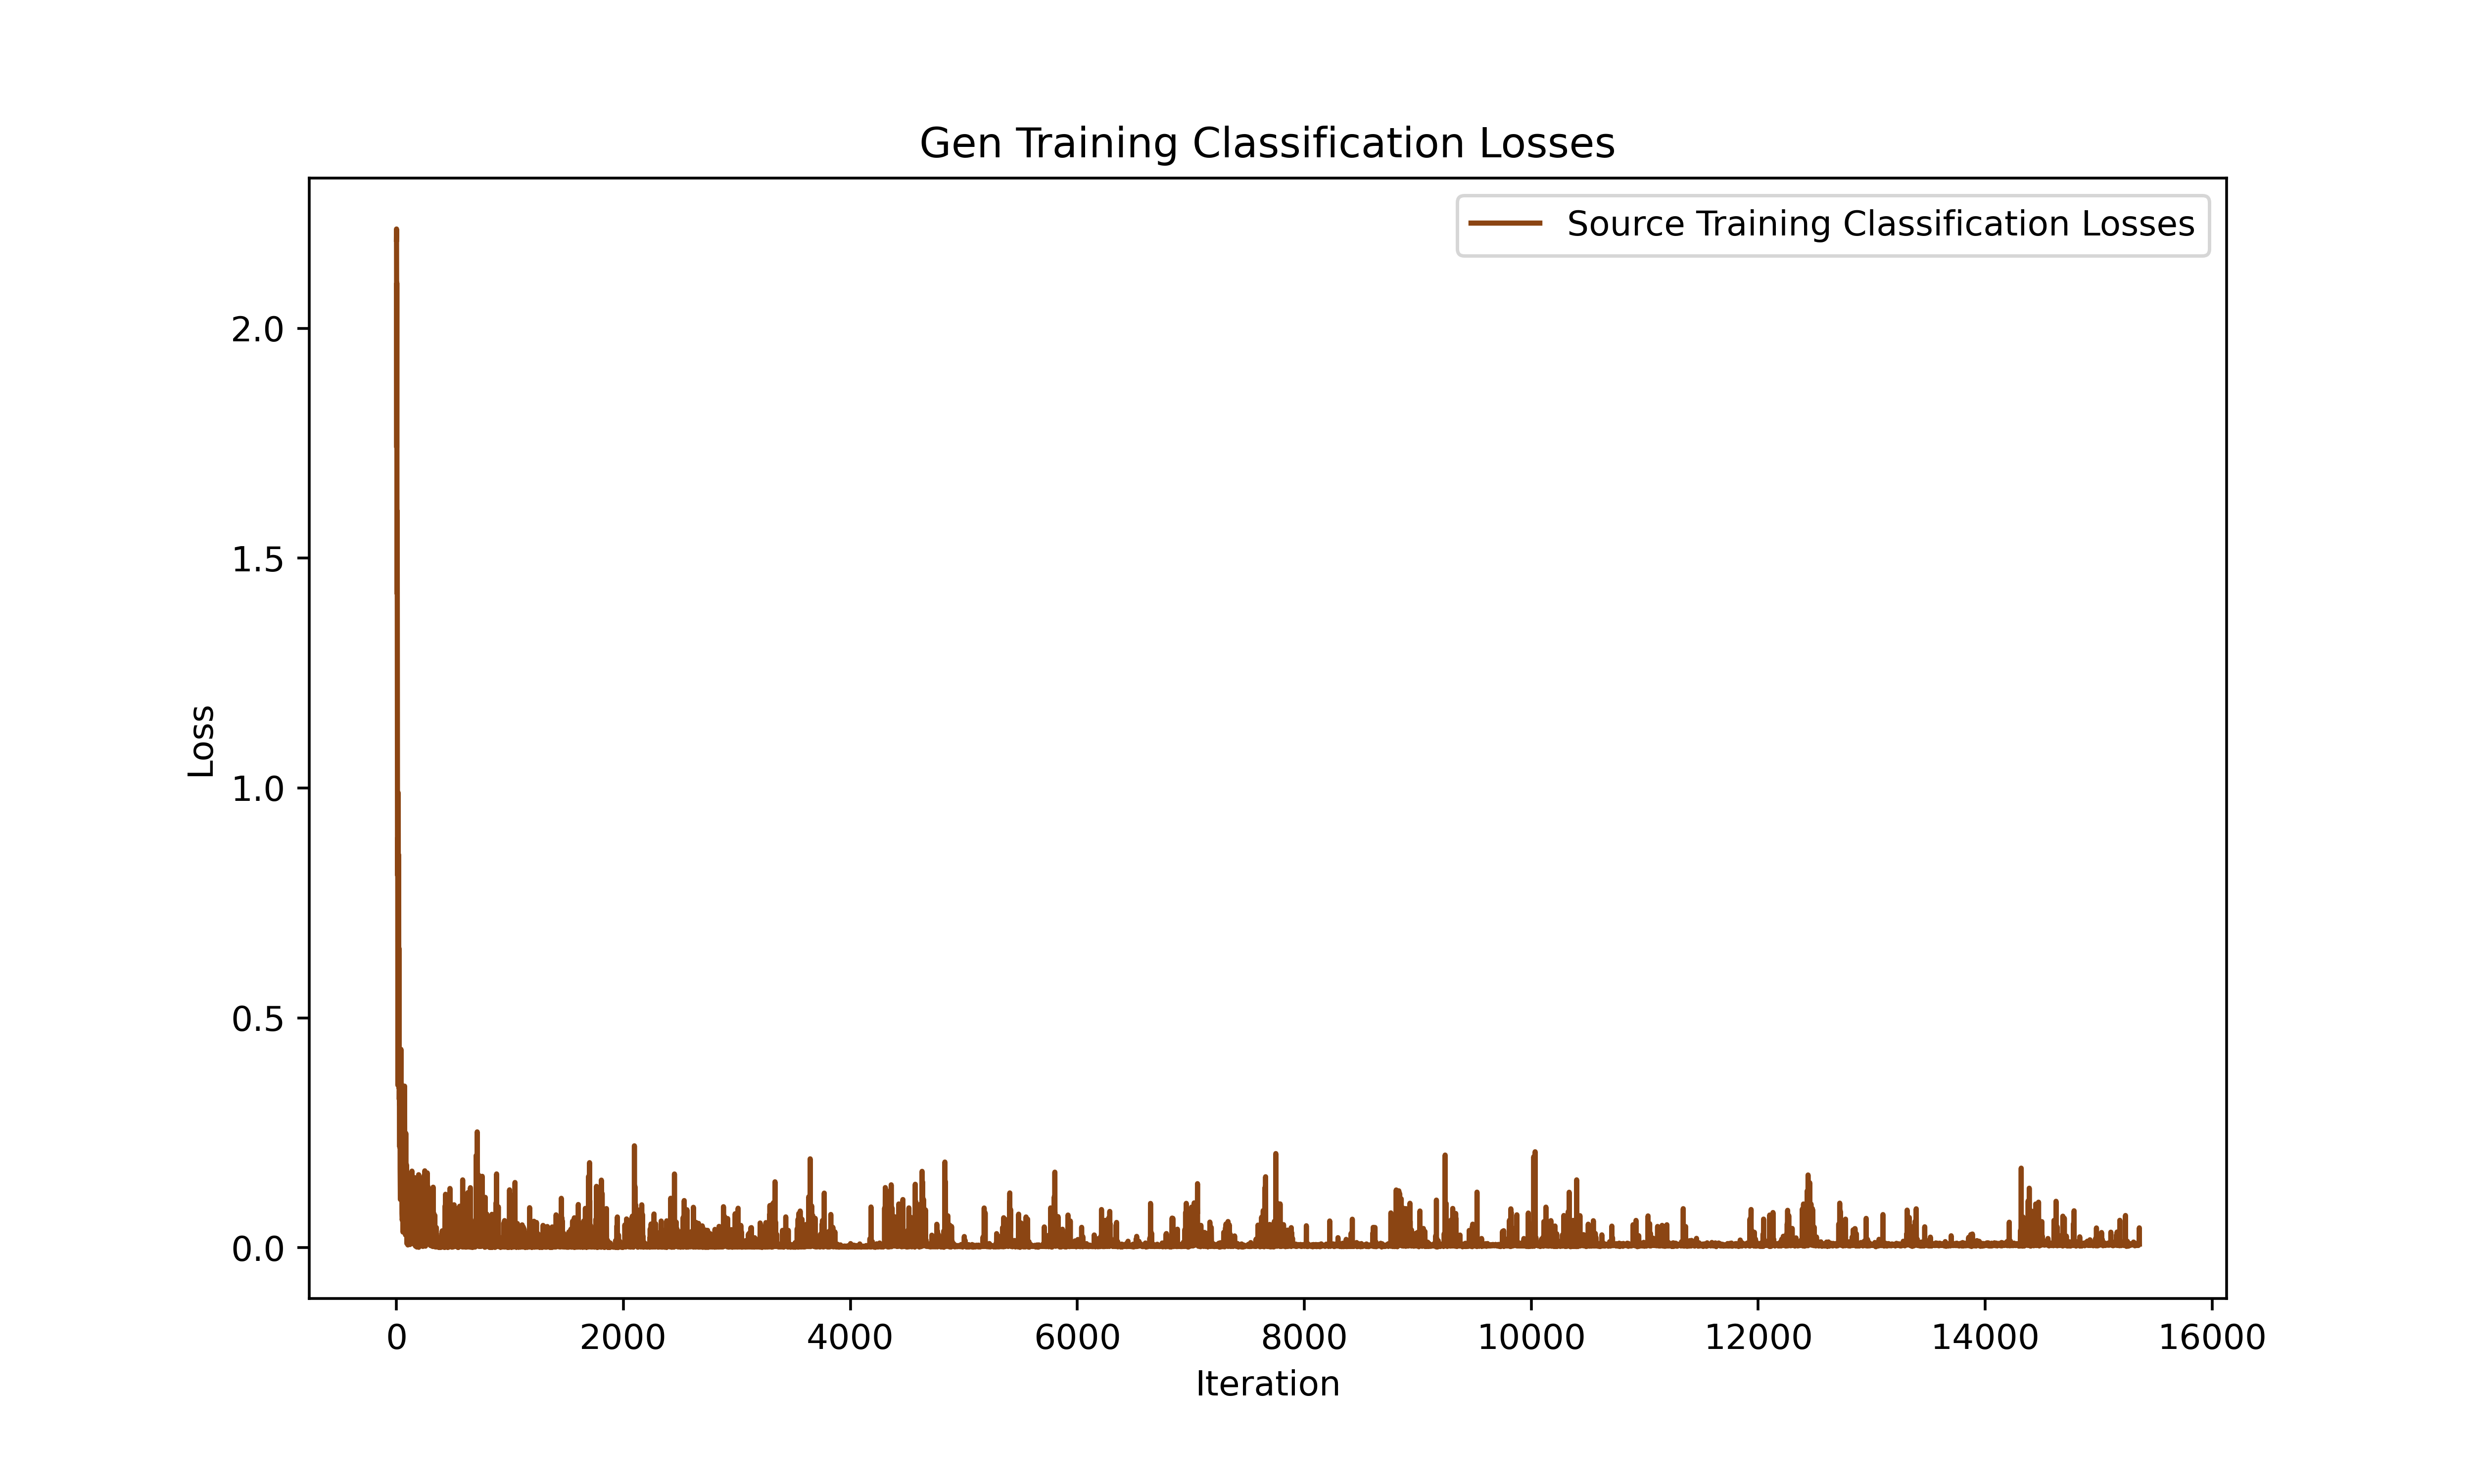 Gen Training Classification Losses
Source Training Classification Losses
Loss
2.0
1.5
1.0
0.5
0.0
0 2000 4000 6000 8000 10000 12000 14000 16000
Iteration